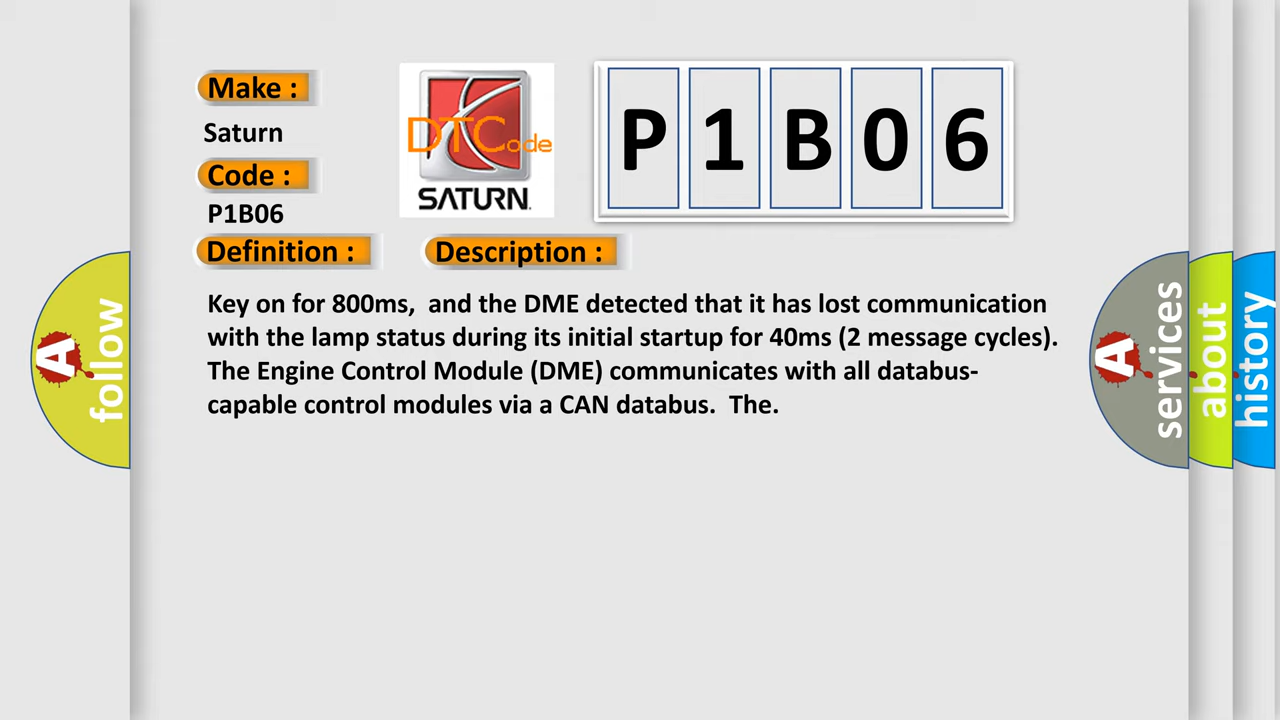 Make :
Saturn
Code :
P1B06
Definition :
Description :
DTCode
SATURN
P 1 B 0 6
Key on for 800ms, and the DME detected that it has lost communication
with the lamp status during its initial startup for 40ms (2 message cycles).
The Engine Control Module (DME) communicates with all databus-
capable control modules via a CAN databus The.
A
follow
A
services
about
history